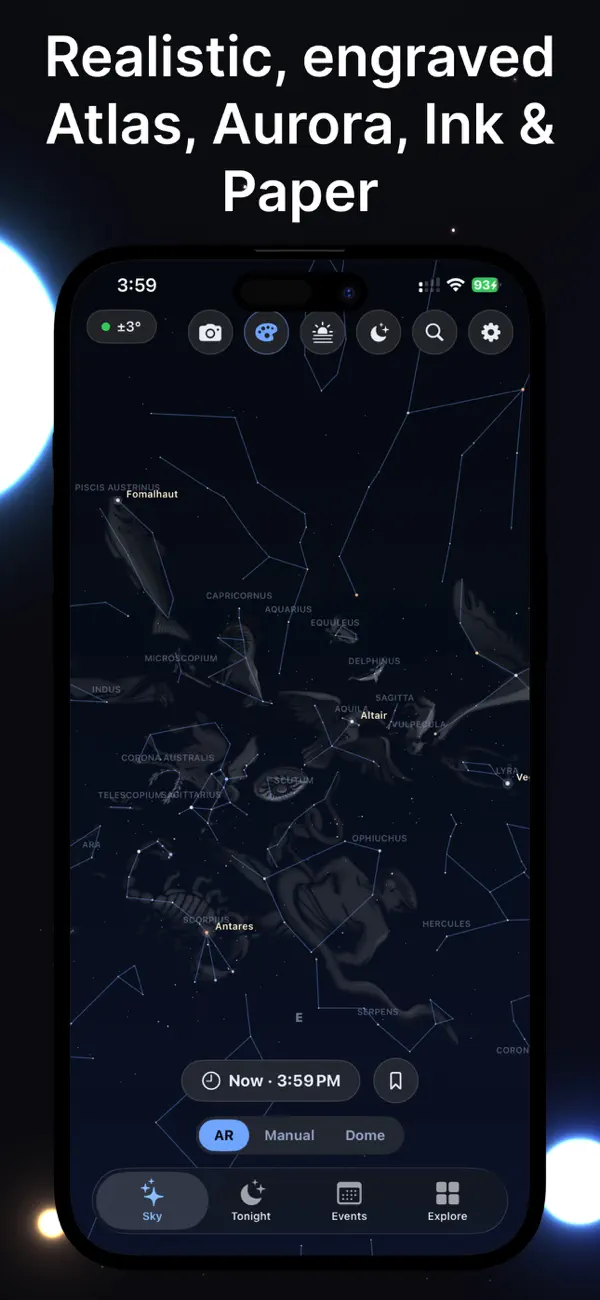 Realistic, engraved
Atlas, Aurora, Ink &
Paper
3:59
93
±3°
PISCIS AUSTRINUS
Fomalhaut
CAPRICORNUS
AQUARIUS
EQUULEUS
MICROSCOPIUM
DELPHINUS
INDUS
SAGITTA
AQUILA
Altair
VULPECULA
CORONA AUSTRALIS
LYRA
Ve
SCUTUM
TELESCOPIUM
SAGITTARIUS
OPHIUCHUS
ARA
SCORPIUS
Antares
HERCULES
E
SERPENS
CORON
Now · 3:59 PM
AR Manual Dome
Sky Tonight Events Explore